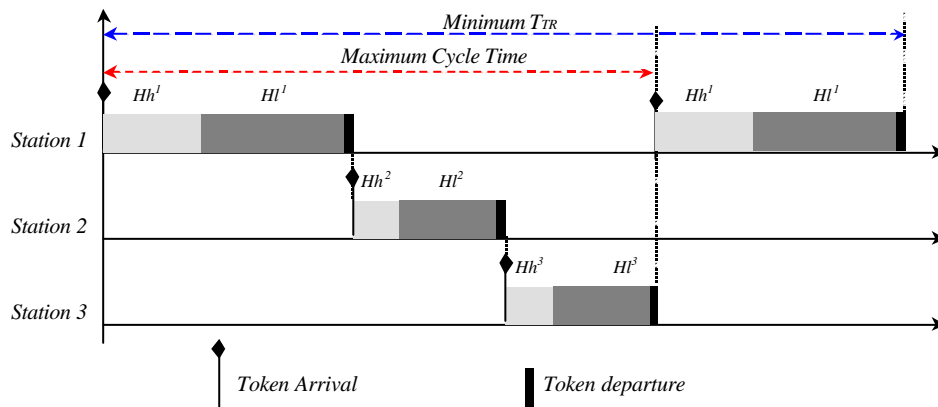 Minimum T_TR
Maximum Cycle Time
Hh¹ Hl¹ Hh¹ Hl¹
Station 1
Hh² Hl²
Station 2
Hh³ Hl³
Station 3
Token Arrival Token departure